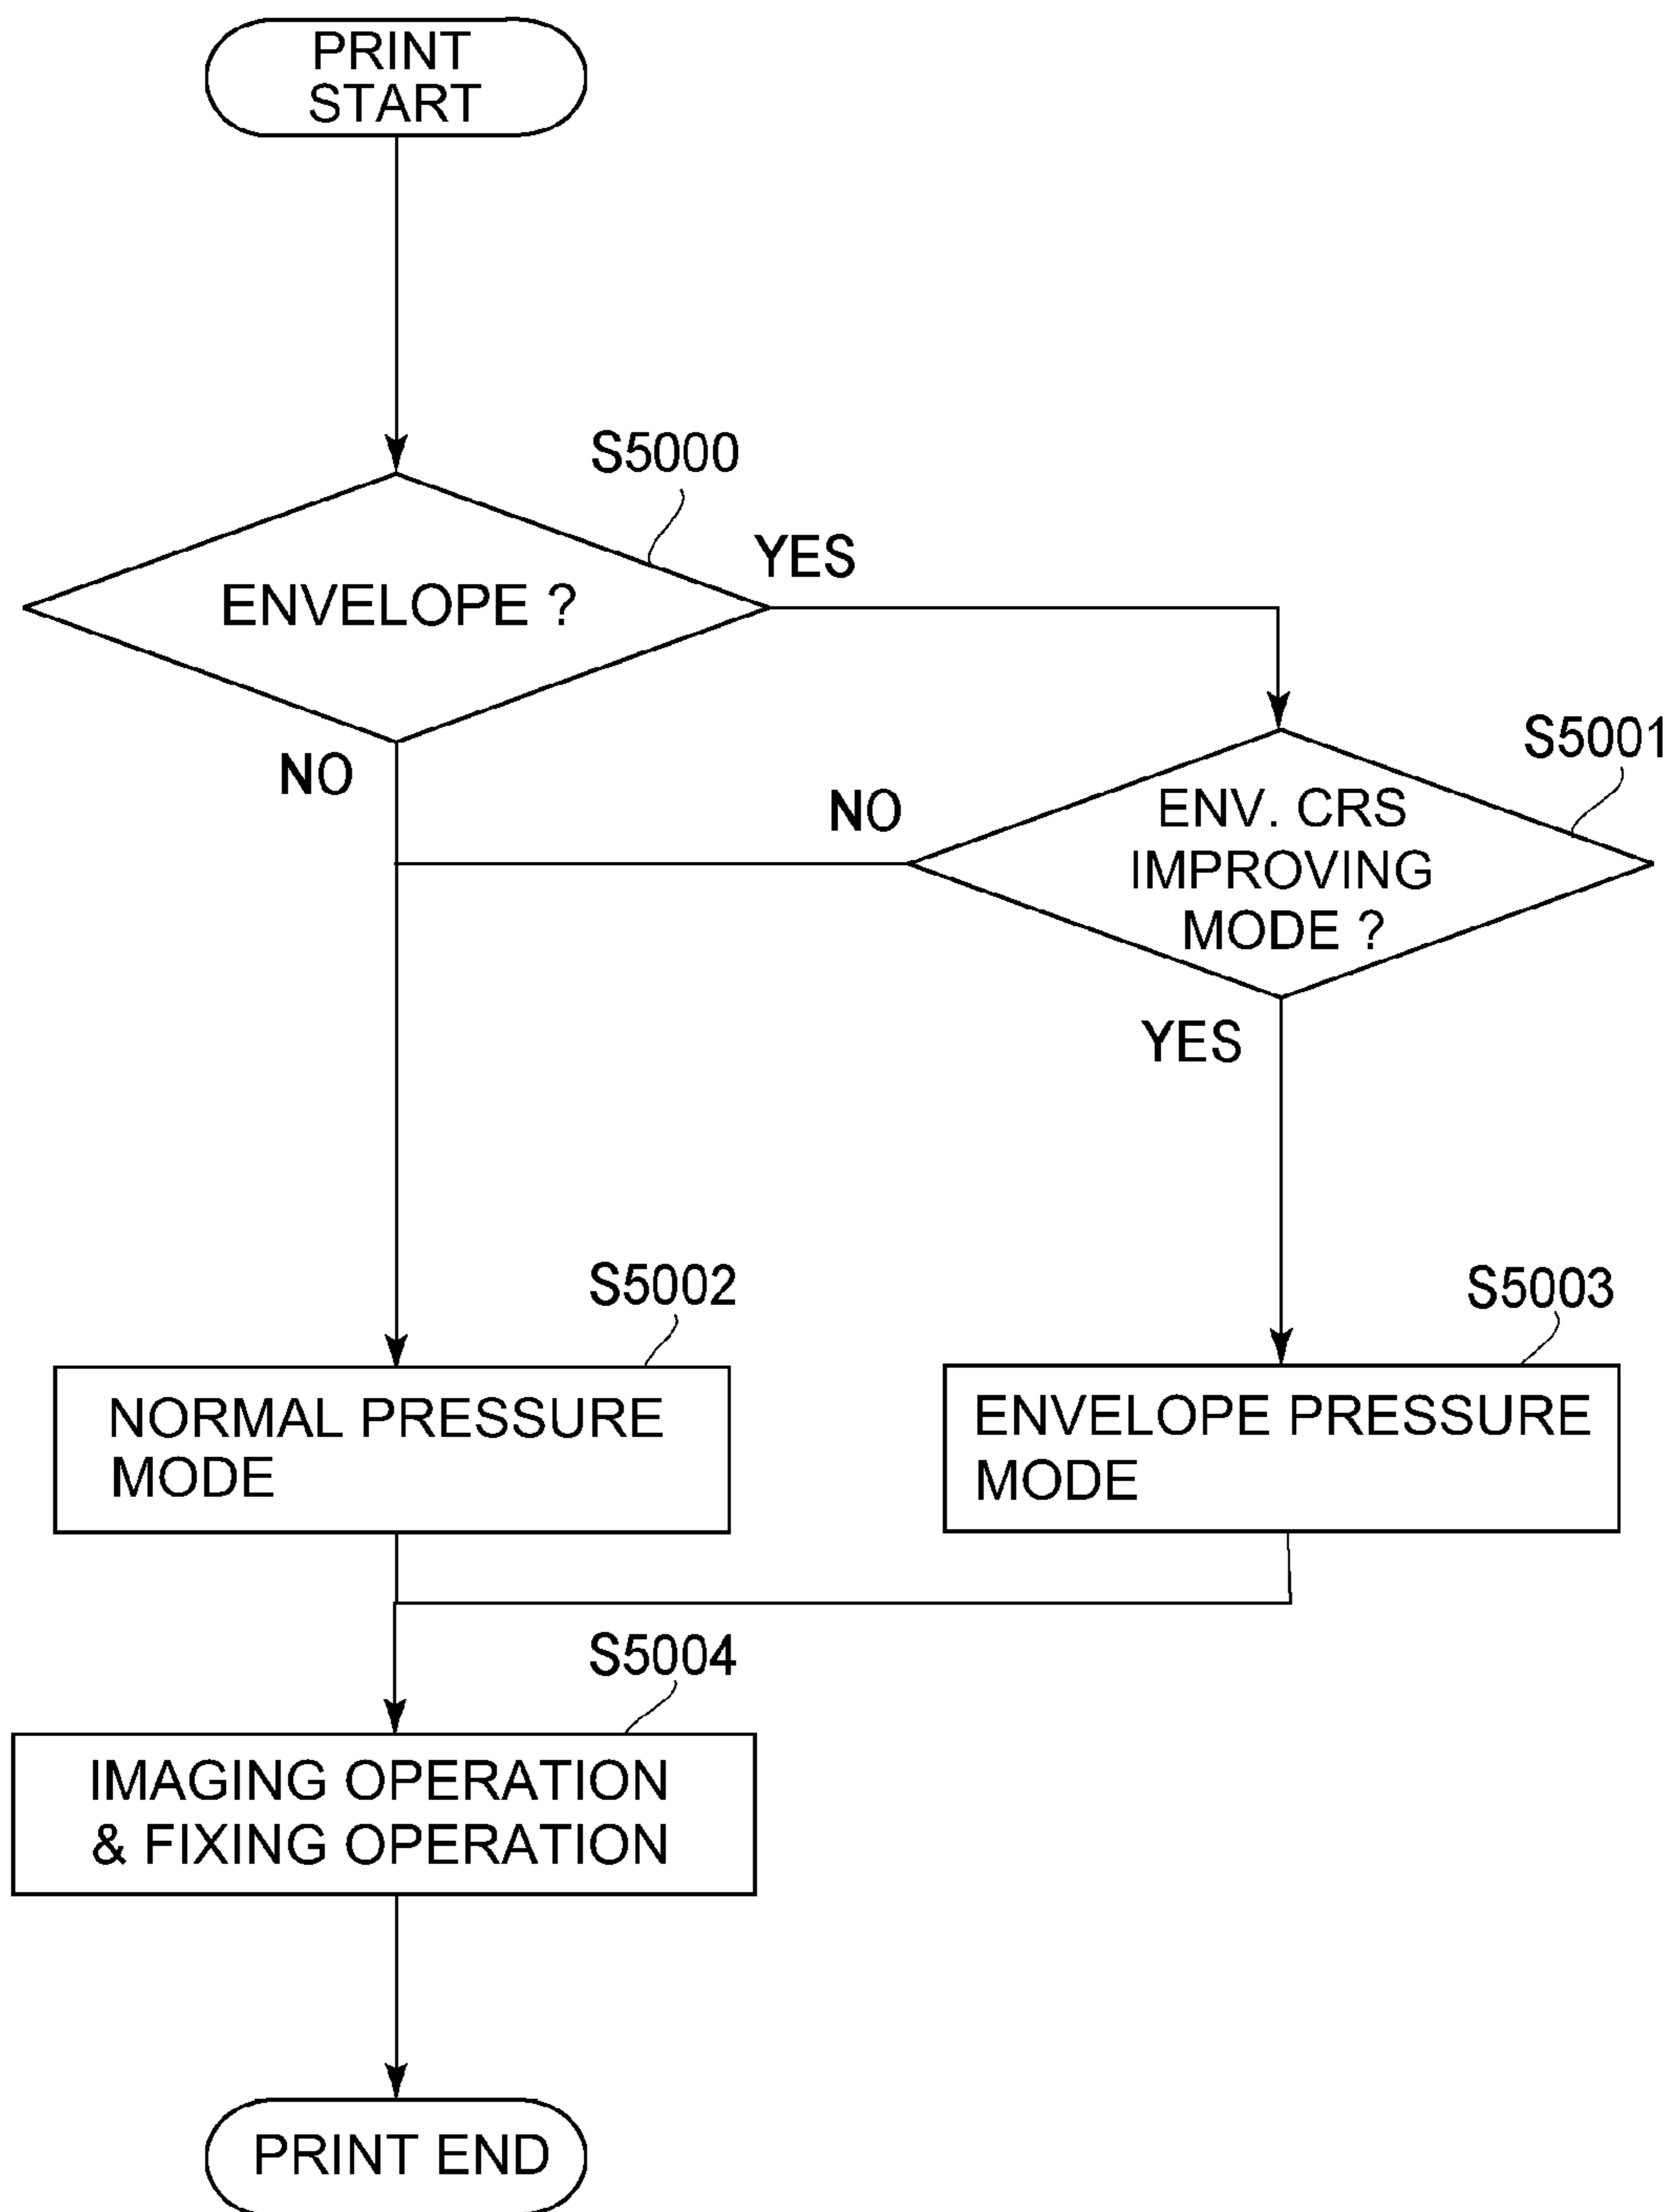 PRINT
START
S5000
YES
ENVELOPE ?
S5001
NO
NO
ENV. CRS
IMPROVING
MODE ?
YES
S5002
S5003
NORMAL PRESSURE
MODE
ENVELOPE PRESSURE
MODE
S5004
IMAGING OPERATION
& FIXING OPERATION
PRINT END